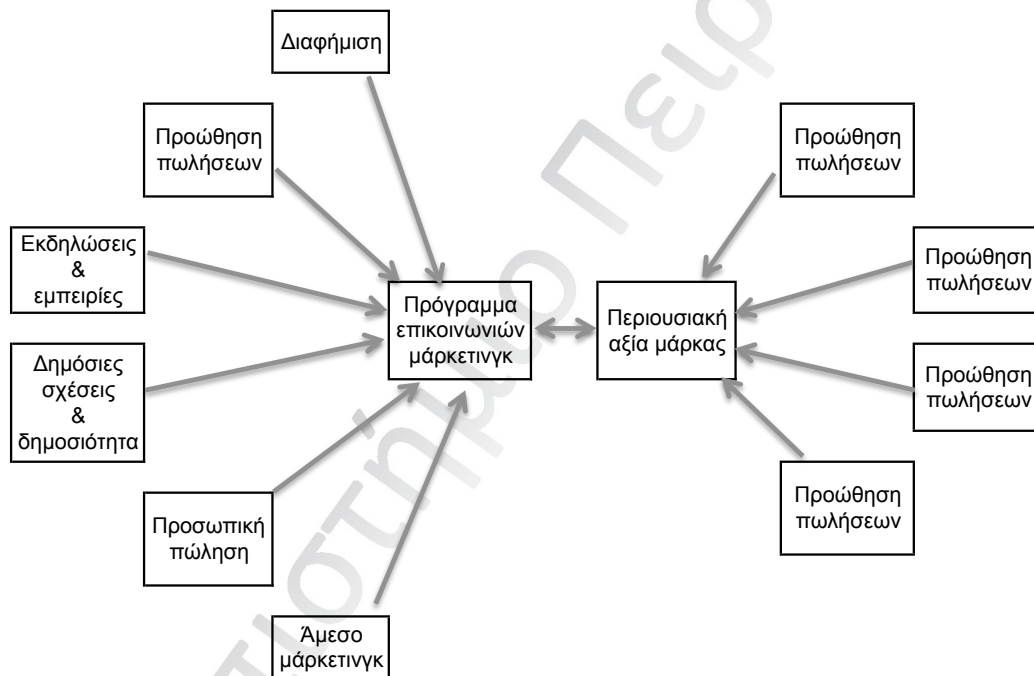 Διαφήμιση
Προώθηση
πωλήσεων
Εκδηλώσεις
&
εμπειρίες
Δημόσιες
σχέσεις
&
δημοσιότητα
Προσωπική
πώληση
Άμεσο
μάρκετινγκ
Πρόγραμμα
επικοινωνιών
μάρκετινγκ
Περιουσιακή
αξία μάρκας
Προώθηση
πωλήσεων
Προώθηση
πωλήσεων
Προώθηση
πωλήσεων
Προώθηση
πωλήσεων